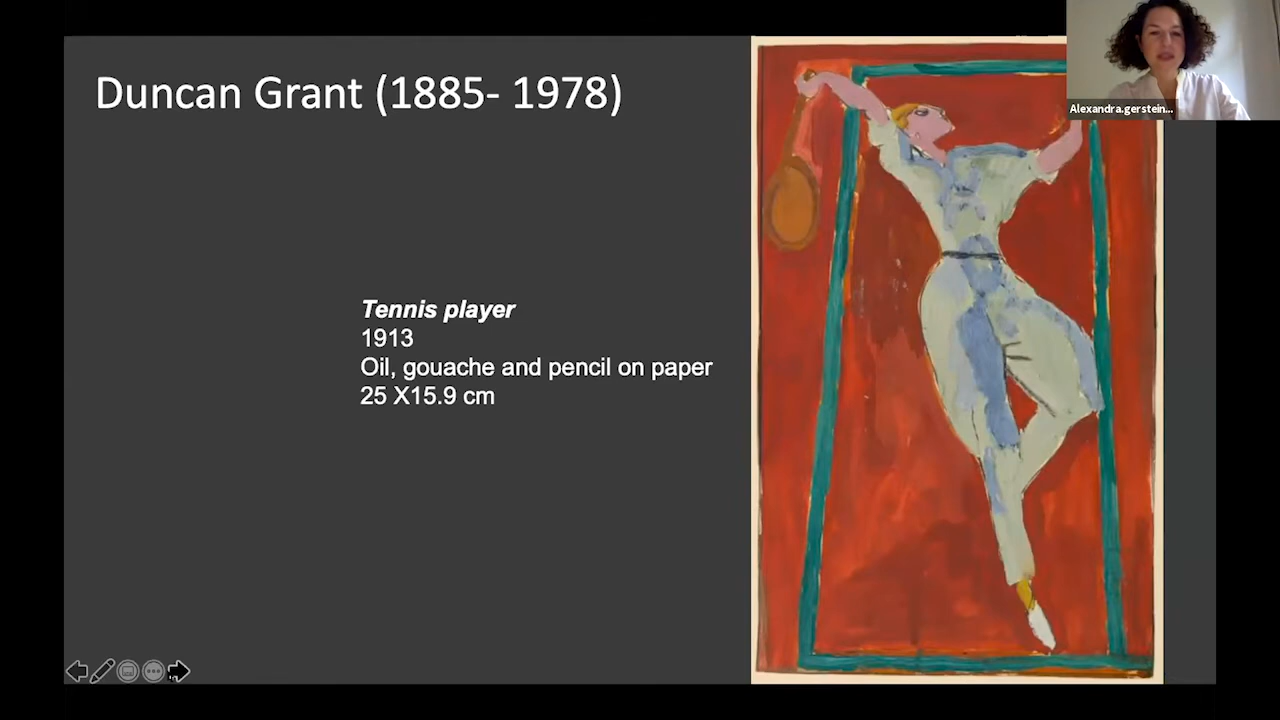 Duncan Grant (1885- 1978)
Alexandra.gerstein...
Tennis player
1913
Oil, gouache and pencil on paper
25 X15.9 cm